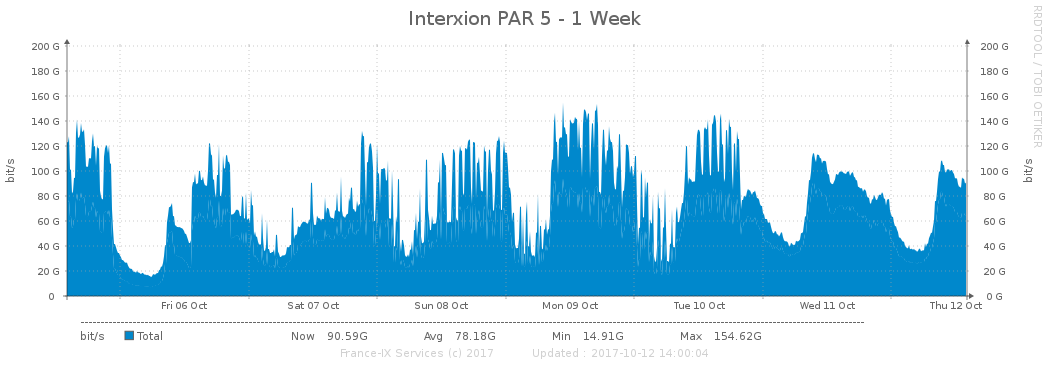 Interxion PAR 5 - 1 Week
RRDTOOL / TOBI OETIKER
bit/s
200 G
180 G
160 G
140 G
120 G
100 G
80 G
60 G
40 G
20 G
0
200 G
180 G
160 G
140 G
120 G
100 G
80 G
60 G
40 G
20 G
0 G
bit/s
Fri 06 Oct Sat 07 Oct Sun 08 Oct Mon 09 Oct Tue 10 Oct Wed 11 Oct Thu 12 Oct
bit/s Total Now 90.59G Avg 78.18G Min 14.91G Max 154.62G
France-IX Services (c) 2017 Updated : 2017-10-12 14:00:04